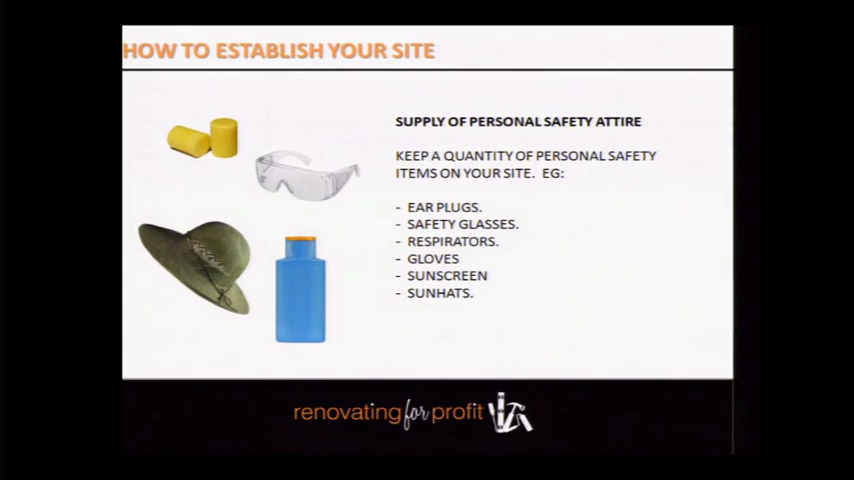 HOW TO ESTABLISH YOUR SITE
SUPPLY OF PERSONAL SAFETY ATTIRE
KEEP A QUANTITY OF PERSONAL SAFETY
ITEMS ON YOUR SITE. EG:
- EAR PLUGS.
- SAFETY GLASSES.
- RESPIRATORS.
- GLOVES
- SUNSCREEN
- SUNHATS.
renovating for profit